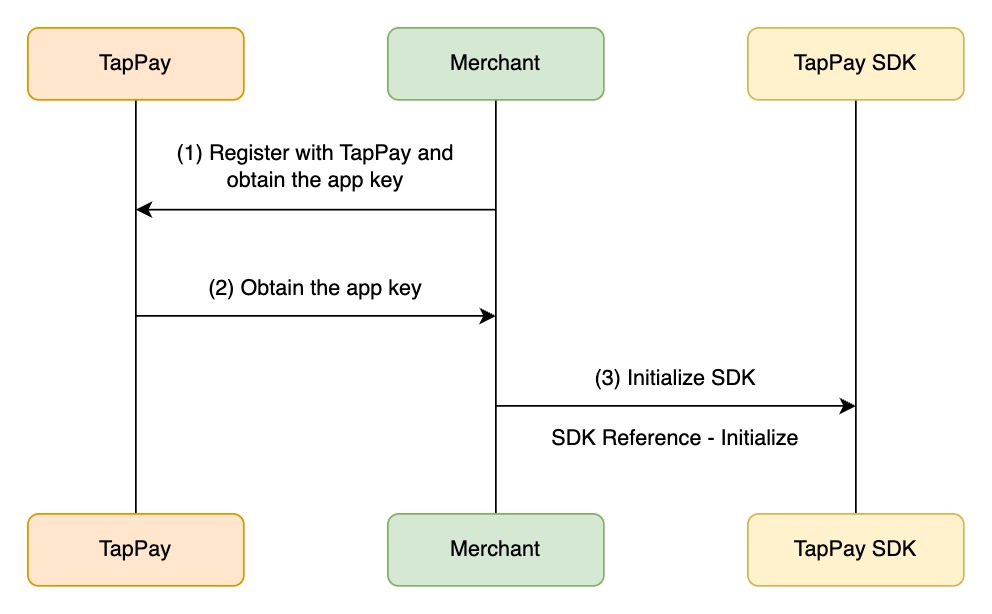 TapPay
Merchant
TapPay SDK
(1) Register with TapPay and
obtain the app key
(2) Obtain the app key
(3) Initialize SDK
SDK Reference - Initialize
TapPay
Merchant
TapPay SDK